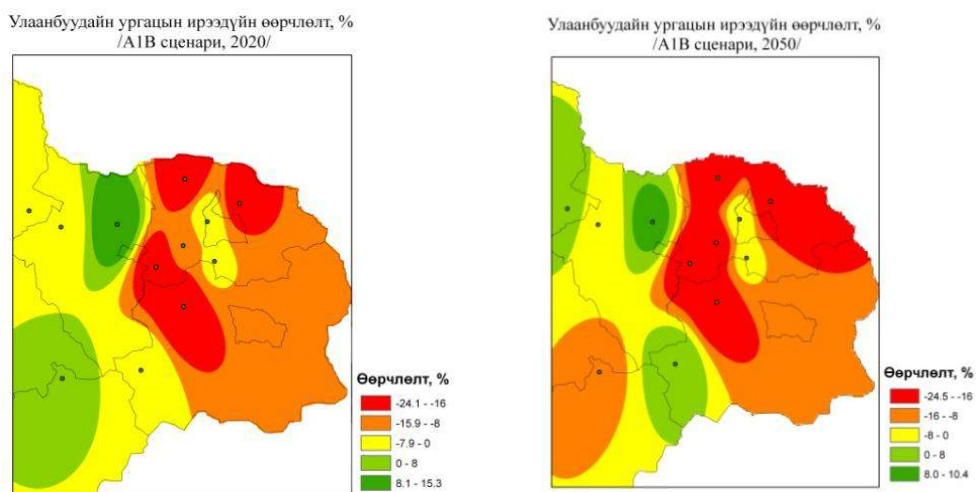 Улаанбуудайн ургацын ирээдүйн өөрчлөлт, %
/A1B сценари, 2020/
Өөрчлөлт, %
-24.1 - -16
-15.9 - -8
-7.9 - 0
0 - 8
8.1 - 15.3
Улаанбуудайн ургацын ирээдүйн өөрчлөлт, %
/A1B сценари, 2050/
Өөрчлөлт, %
-24.5 - -16
-16 - -8
-8 - 0
0 - 8
8.0 - 10.4